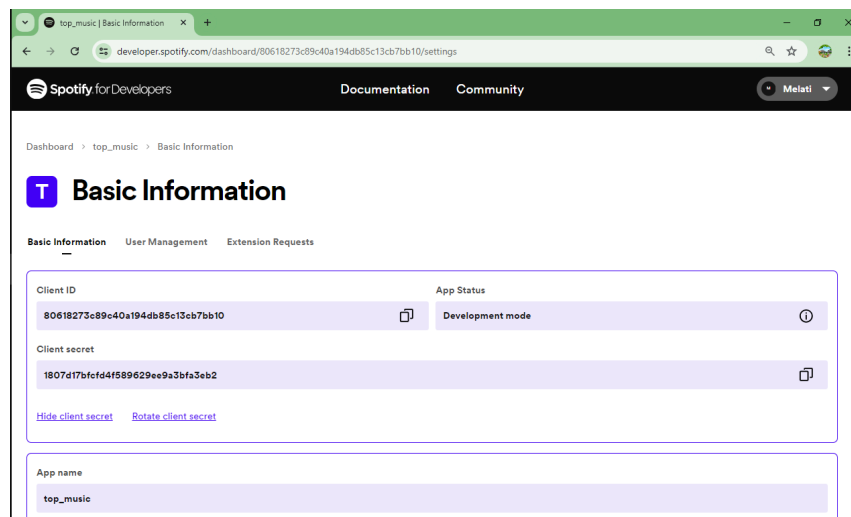 top_music | Basic Information
developer.spotify.com/dashboard/80618273c89c40a194db85c13cb7bb10/settings
Spotify for Developers
Documentation
Community
Melati
Dashboard > top_music > Basic Information
T
Basic Information
Basic Information
User Management
Extension Requests
Client ID
App Status
80618273c89c40a194db85c13cb7bb10
Development mode
Client secret
1807d17bfcfd4f589629ee9a3bfa3eb2
Hide client secret
Rotate client secret
App name
top_music